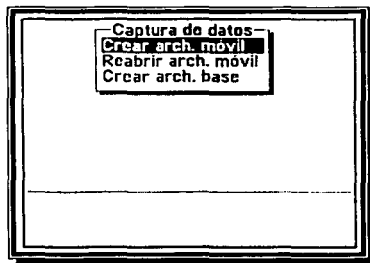 Captura de datos
Crear arch. móvil
Reabrir arch. móvil
Crear arch. base